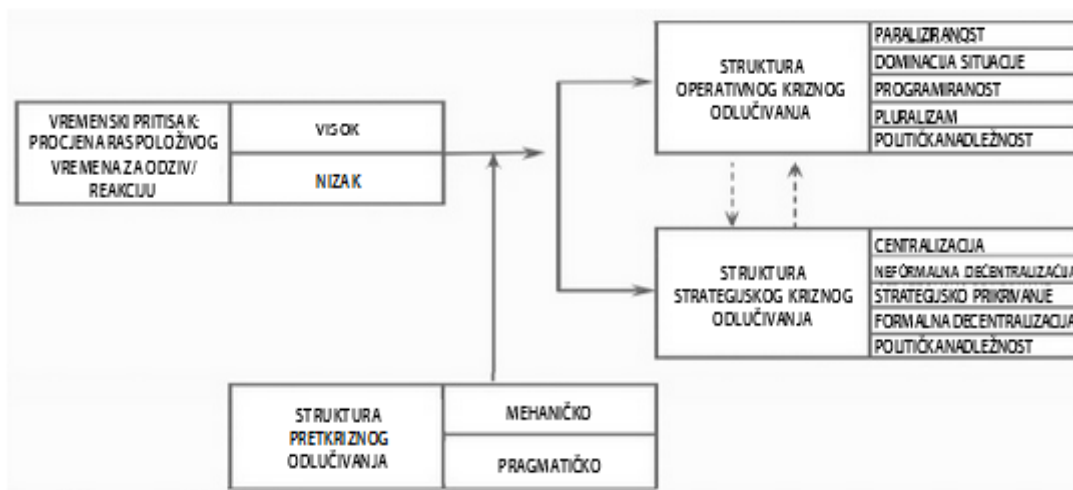 VREMENSKI PRITISAK:
PROCJENA RASPOLOŽIVOG
VREMENA ZA ODZIV/
REAKCIJU
VISOK
NIZAK
STRUKTURA
OPERATIVNOG KRIZNOG
ODLUČIVANJA
PARALIZIRANOST
DOMINACIJA SITUACIJE
PROGRAMIRANOST
PLURALIZAM
POLITIČKA NADLEŽNOST
STRUKTURA
STRATEGIJSKOG KRIZNOG
ODLUČIVANJA
CENTRALIZACIJA
NEFORMALNA DECENTRALIZACIJA
STRATEGIJSKO PRIKRIVANJE
FORMALNA DECENTRALIZACIJA
POLITIČKA NADLEŽNOST
STRUKTURA
PRETKRIZNOG
ODLUČIVANJA
MEHANIČKO
PRAGMATIČKO